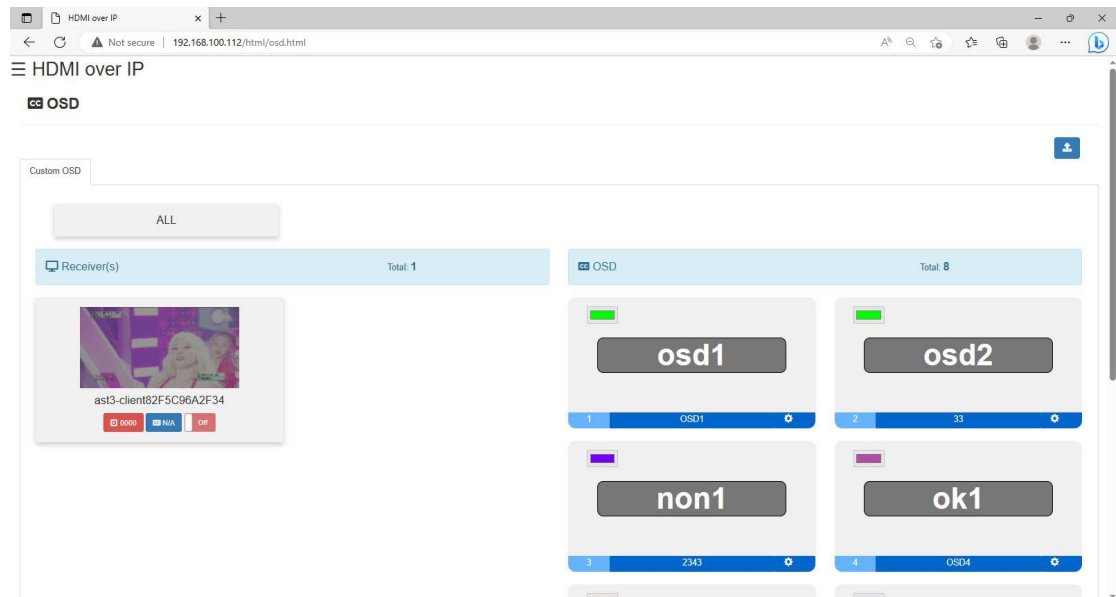 HDMI over IP
Not secure 192.168.100.112/html/osd.html
HDMI over IP
CC OSD
Custom OSD
ALL
Receiver(s) Total: 1
CC OSD Total: 8
ast3-client82F5C96A2F34
0000 N/A Off
osd1
1 OSD1
osd2
2 33
non1
3 2343
ok1
4 OSD4